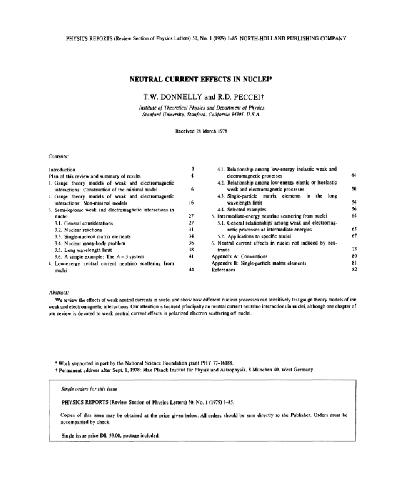 PHYSICS REPORTS (Review Section of Physics Letters) 50, No. 1 (1979) 1–85. NORTH-HOLLAND PUBLISHING COMPANY
NEUTRAL CURRENT EFFECTS IN NUCLEI*
T.W. DONNELLY and R.D. PECCEI†
Institute of Theoretical Physics and Department of Physics
Stanford University, Stanford, California 94305, U.S.A.
Received 28 March 1978
Contents:
Introduction 3
Plan of this review and summary of results 4
1. Gauge theory models of weak and electromagnetic
interactions: Construction of the minimal model 6
2. Gauge theory models of weak and electromagnetic
interactions: Non-minimal models 16
3. Semi-leptonic weak and electromagnetic interactions in
nuclei 27
3.1. General considerations 27
3.2. Nuclear reactions 31
3.3. Single-nucleon matrix elements 34
3.4. Nuclear many-body problem 36
3.5. Long wavelength limit 38
3.6. A simple example: The A = 3 system 41
4. Low-energy neutral current neutrino scattering from
nuclei 44
4.1. Relationship among low-energy inelastic weak and
electromagnetic processes 44
4.2. Relationship among low-energy elastic or inelastic
weak and electromagnetic processes 50
4.3. Single-particle matrix elements in the long
wavelength limit 54
4.4. Selected examples 56
5. Intermediate-energy neutrino scattering from nuclei 65
5.1. General relationships among weak and electromag-
netic processes at intermediate energies 65
5.2. Applications to specific nuclei 67
6. Neutral current effects in nuclei not induced by neu-
trinos 75
Appendix A: Conventions 80
Appendix B: Single-particle matrix elements 81
References 82
Abstract:
We review the effects of weak neutral currents in nuclei and show how different nuclear processes can sensitively test gauge theory models of the
weak and electromagnetic interactions. Our attention is focused principally on neutral current neutrino interactions in nuclei, although one chapter of
our review is devoted to weak neutral current effects in polarized electron scattering off nuclei.
* Work supported in part by the National Science Foundation grant
† Permanent address after Sept. 1, 1978: Max Planck Institut für Physik und Astrophysik, 8 München 40, West Germany.
Single orders for this issue
PHYSICS REPORTS (Review Section of Physics Letters) 50, No. 1 (1979) 1–85.
Copies of this issue may be obtained at the price given below. All orders should be sent directly to the Publisher. Orders must be
accompanied by check.
Single issue price Dfl. 39.00, postage included.